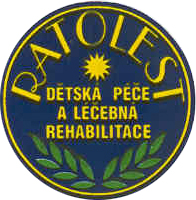 RATOLEST
DĚTSKÁ PÉČE
A LÉČEBNÁ
REHABILITACE